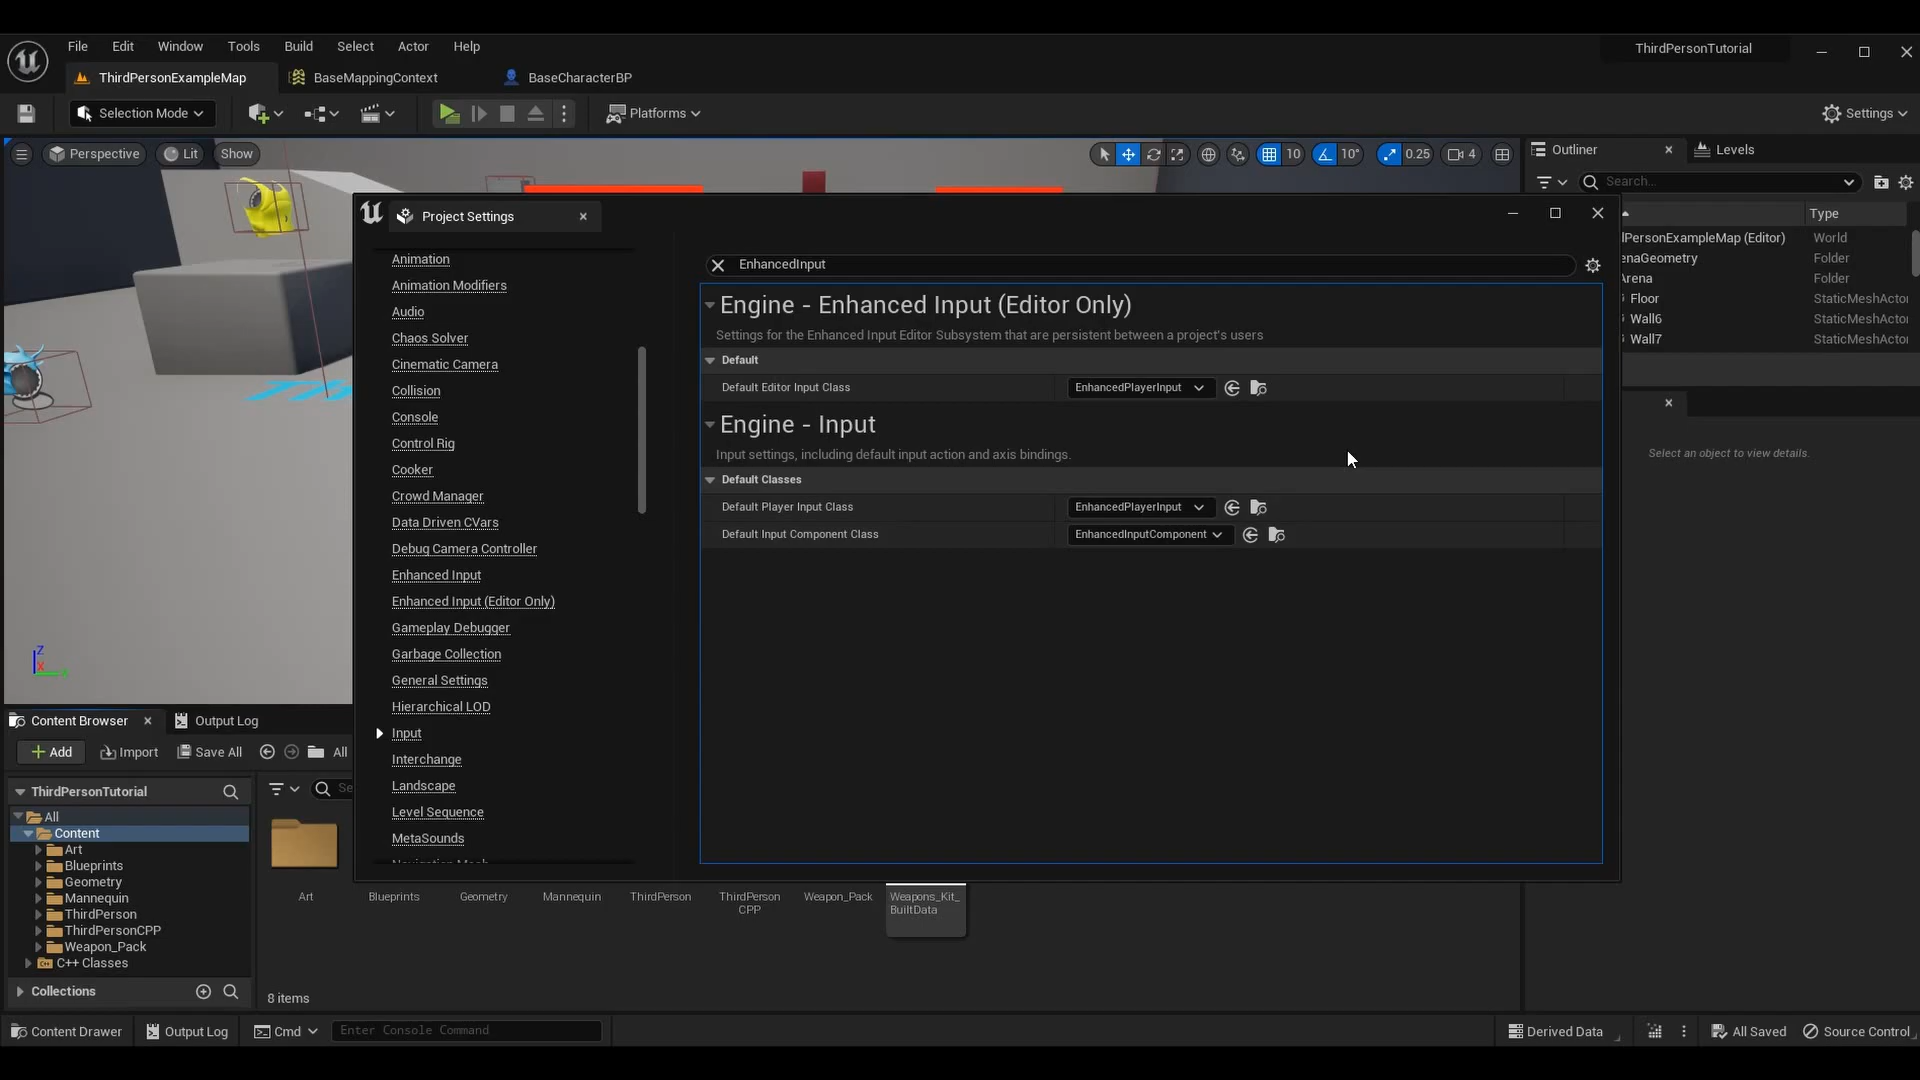 File Edit Window Tools Build Select Actor Help
ThirdPersonTutorial
ThirdPersonExampleMap BaseMappingContext BaseCharacterBP
Selection Mode Platforms Settings
Perspective Lit Show 10 10° 0.25 4
Outliner Levels
Search...
Type
lPersonExampleMap (Editor) World
enaGeometry Folder
Arena Folder
Floor StaticMeshActor
Wall6 StaticMeshActor
Wall7 StaticMeshActor
Select an object to view details.
Project Settings
Animation
Animation Modifiers
Audio
Chaos Solver
Cinematic Camera
Collision
Console
Control Rig
Cooker
Crowd Manager
Data Driven CVars
Debug Camera Controller
Enhanced Input
Enhanced Input (Editor Only)
Gameplay Debugger
Garbage Collection
General Settings
Hierarchical LOD
Input
Interchange
Landscape
Level Sequence
MetaSounds
EnhancedInput
Engine - Enhanced Input (Editor Only)
Settings for the Enhanced Input Editor Subsystem that are persistent between a project's users
Default
Default Editor Input Class EnhancedPlayerInput
Engine - Input
Input settings, including default input action and axis bindings.
Default Classes
Default Player Input Class EnhancedPlayerInput
Default Input Component Class EnhancedInputComponent
Z
X
Content Browser Output Log
Add Import Save All All
ThirdPersonTutorial
Se
All
Content
Art
Blueprints
Geometry
Mannequin
ThirdPerson
ThirdPersonCPP
Weapon_Pack
C++ Classes
Collections
Art Blueprints Geometry Mannequin ThirdPerson ThirdPerson
CPP
Weapon_Pack Weapons_Kit_
BuiltData
8 items
Content Drawer Output Log Cmd Enter Console Command Derived Data All Saved Source Control